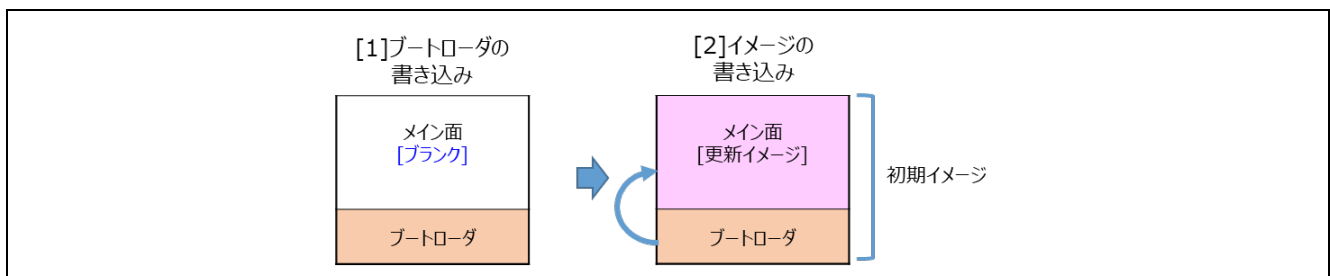 [1]ブートローダの
書き込み
[2]イメージの
書き込み
メイン面
[ブランク]
メイン面
[更新イメージ]
初期イメージ
ブートローダ
ブートローダ